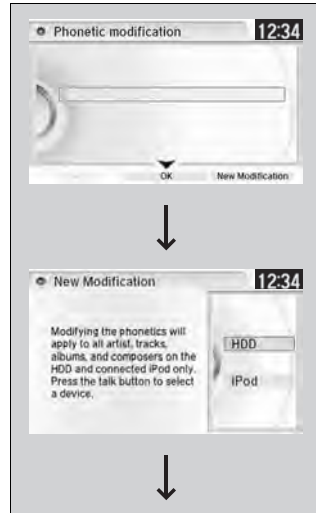 Phonetic modification 12:34
OK New Modification
New Modification 12:34
Modifying the phonetics will
apply to all artist, tracks,
albums, and composers on the
HDD and connected iPod only.
Press the talk button to select
a device.
HDD
iPod